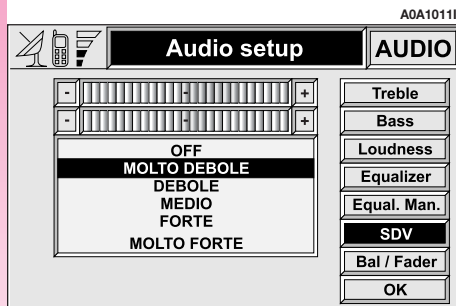 A0A1011
Audio setup
AUDIO
- - +
- - +
OFF
MOLTO DEBOLE
DEBOLE
MEDIO
FORTE
MOLTO FORTE
Treble
Bass
Loudness
Equalizer
Equal. Man.
SDV
Bal / Fader
OK